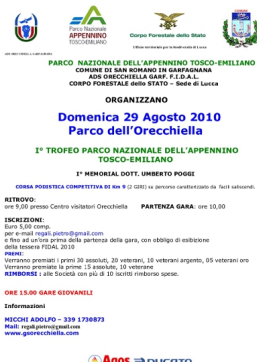 Parco Nazionale
APPENNINO
TOSCO-EMILIANO
Corpo Forestale dello Stato
PARCO NAZIONALE DELL'APPENNINO TOSCO-EMILIANO
COMUNE DI SAN ROMANO IN GARFAGNANA
ADS ORECCHIELLA GARF. F.I.D.A.L.
CORPO FORESTALE dello STATO – Sede di Lucca
ORGANIZZANO
Domenica 29 Agosto 2010
Parco dell'Orecchiella
I° TROFEO PARCO NAZIONALE DELL'APPENNINO
TOSCO-EMILIANO
I° MEMORIAL DOTT. UMBERTO POGGI
CORSA PODISTICA COMPETITIVA DI Km 9 (2 GIRI) su percorso caratterizzato da facili saliscendi.
RITROVO:
ore 9,00 presso Centro visitatori Orecchiella PARTENZA GARA: ore 10,00
ISCRIZIONI:
Euro 5,00 comp.
per e-mail regali.pietro@gmail.com
e fino ad un'ora prima della partenza della gara, con obbligo di esibizione
della tessera FIDAL 2010
PREMI:
Verranno premiati i primi 30 assoluti, 20 veterani, 10 veterani argento, 05 veterani oro
Verranno premiate le prime 15 assolute, 10 veterane
RIMBORSI : alle Società con più di 10 iscritti rimborso spese.
ORE 15.00 GARE GIOVANILI
Informazioni
MICCHI ADOLFO – 339 1730873
Mail: regali.pietro@gmail.com
www.gsorecchiella.com
Agos DUCATO